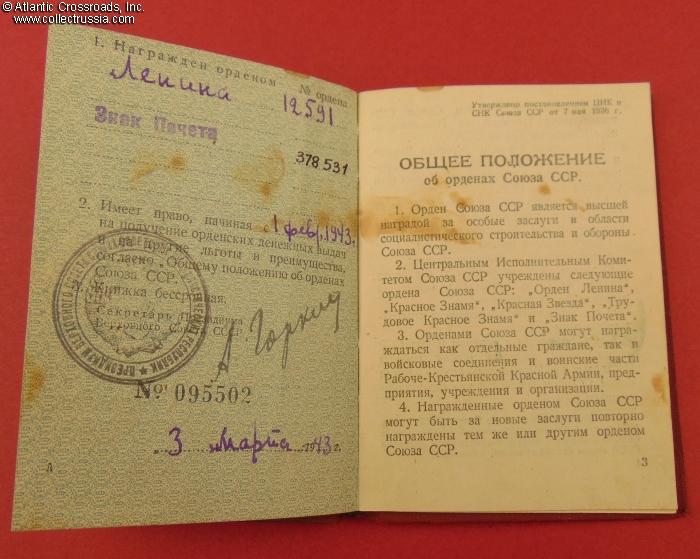 © Atlantic Crossroads, Inc.
www.collectrussia.com
1. Награжден орденом № ордена
Ленина 12591
Знак Почета
378531
2. Имеет право, начиная с 1 февр. 1943 г.
на получение орденских денежных выдач
и на другие льготы и преимущества,
согласно „Общему положению об орденах
Союза ССР.
Книжка бессрочная.
Секретарь Президиума
Верховного Совета СССР
А Горкин
№ 095502
3 Марта 1943 г.
А
Утверждено постановлением ЦИК и
СНК Союза ССР от 7 мая 1936 г.
ОБЩЕЕ ПОЛОЖЕНИЕ
об орденах Союза ССР.
1. Орден Союза ССР является высшей
наградой за особые заслуги в области
социалистического строительства и обороны
Союза ССР.
2. Центральным Исполнительным Коми-
тетом Союза ССР учреждены следующие
ордена Союза ССР: „Орден Ленина“,
„Красное Знамя“, „Красная Звезда“, „Тру-
довое Красное Знамя“ и „Знак Почета“.
3. Орденами Союза ССР могут награ-
ждаться как отдельные граждане, так и
войсковые соединения и воинские части
Рабоче-Крестьянской Красной Армии, пред-
приятия, учреждения и организации.
4. Награжденные орденом Союза ССР
могут быть за новые заслуги повторно
награждены тем же или другим орденом
Союза ССР.
3